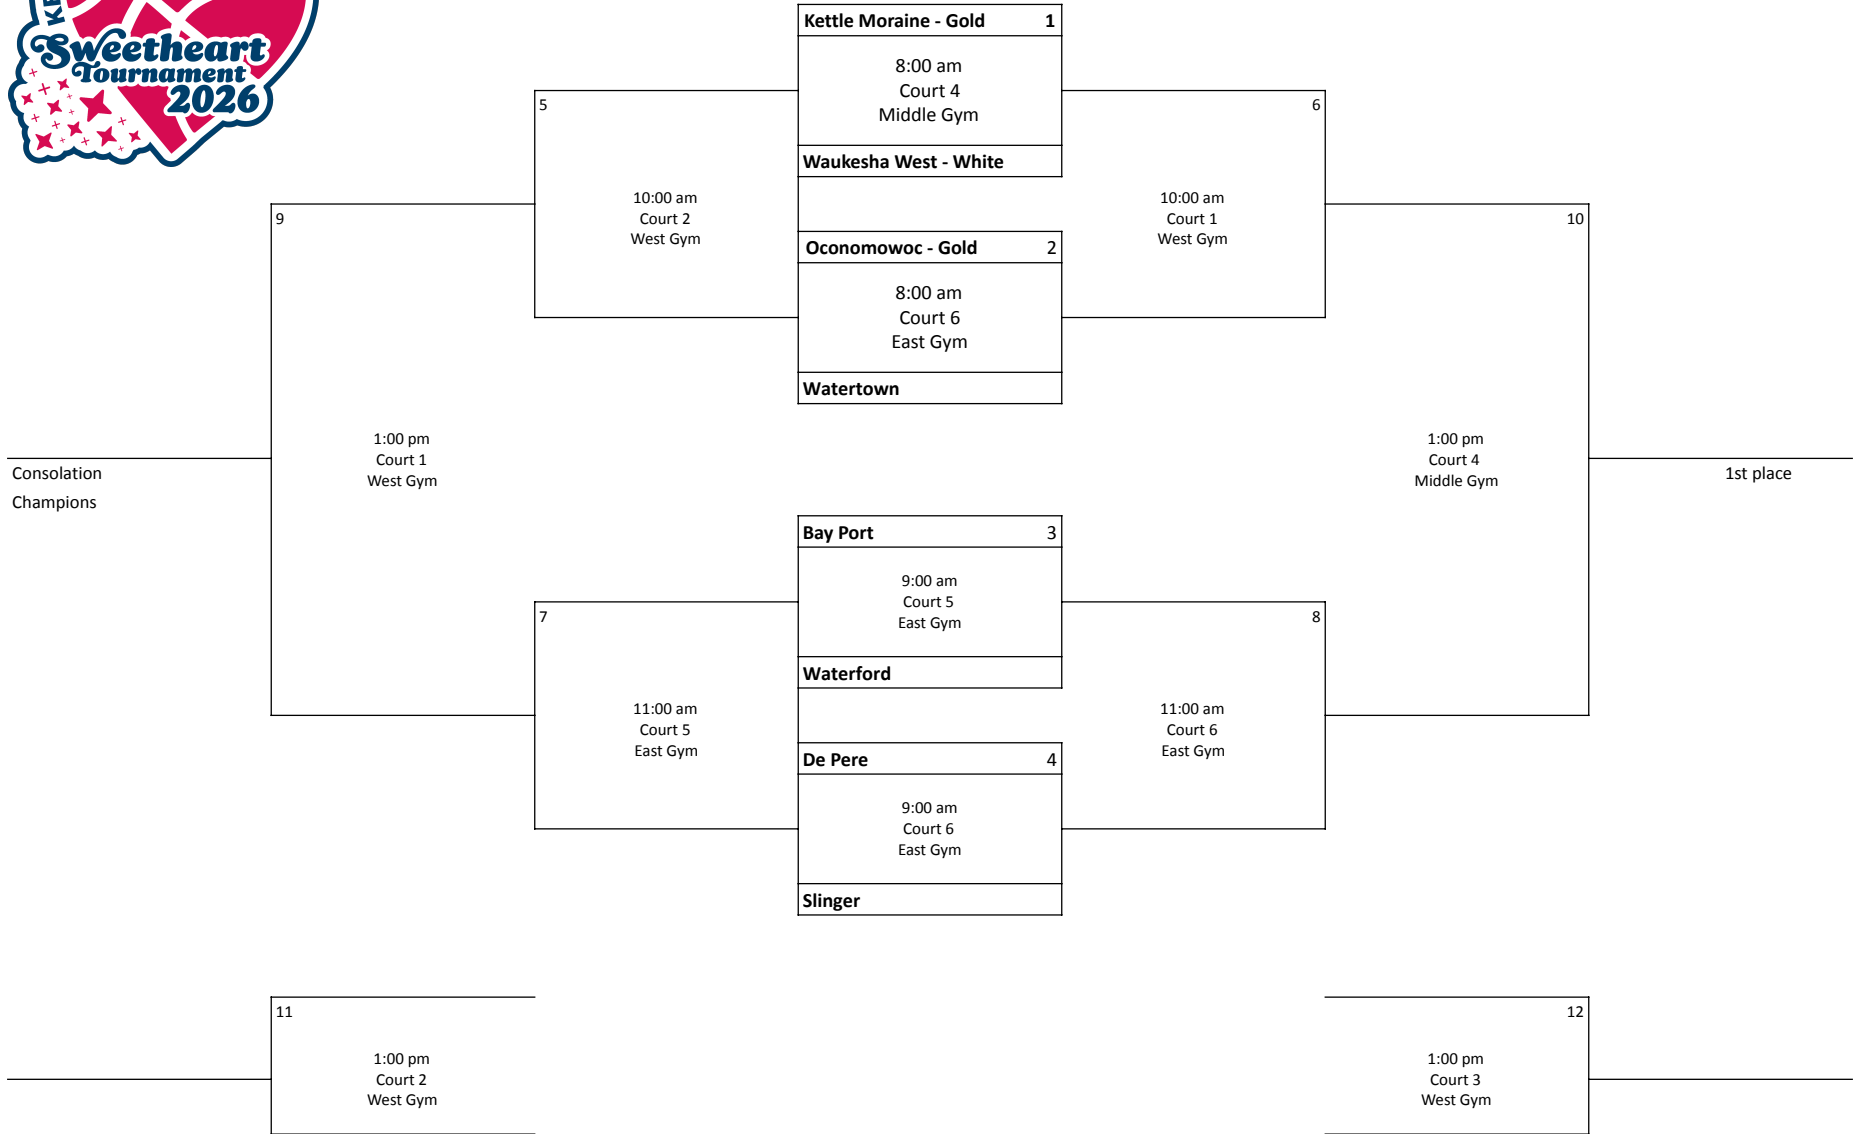 Sweetheart
Tournament
2026
Kettle Moraine - Gold 1
8:00 am
Court 4
Middle Gym
Waukesha West - White
5
6
10:00 am
Court 2
West Gym
10:00 am
Court 1
West Gym
9
10
Oconomowoc - Gold 2
8:00 am
Court 6
East Gym
Watertown
1:00 pm
Court 1
West Gym
1:00 pm
Court 4
Middle Gym
Consolation
Champions
1st place
Bay Port 3
9:00 am
Court 5
East Gym
Waterford
7
8
11:00 am
Court 5
East Gym
11:00 am
Court 6
East Gym
De Pere 4
9:00 am
Court 6
East Gym
Slinger
11
12
1:00 pm
Court 2
West Gym
1:00 pm
Court 3
West Gym